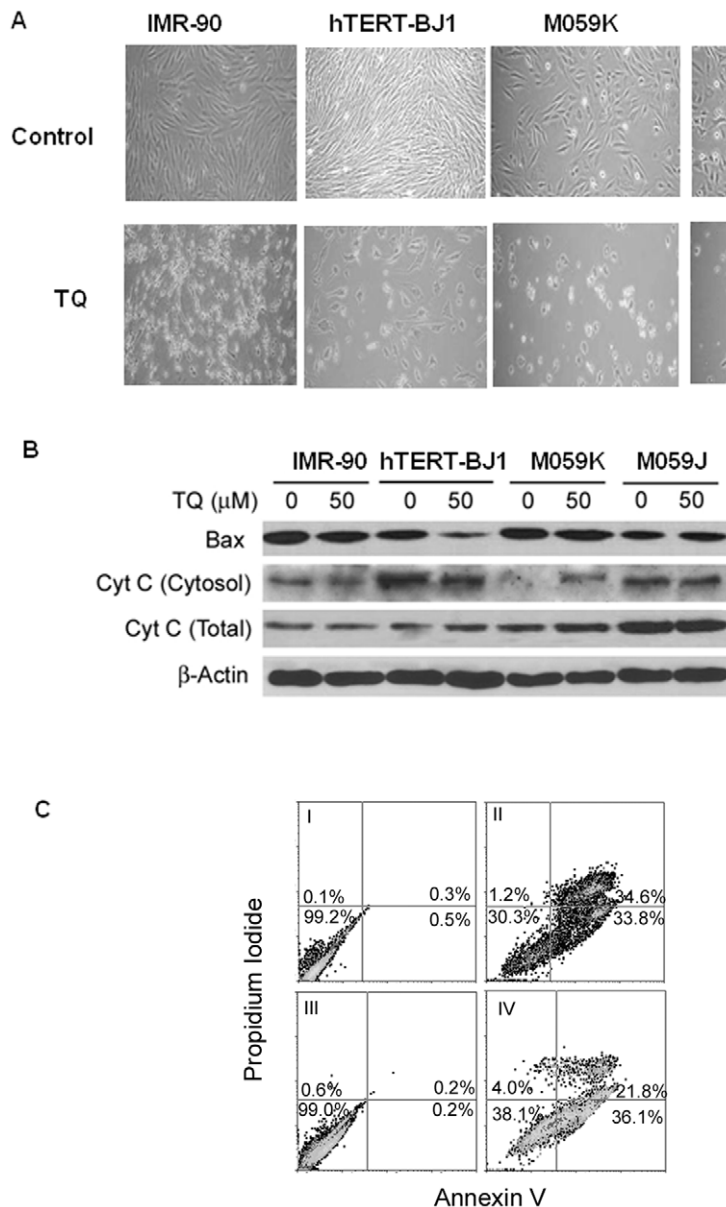 A
IMR-90 hTERT-BJ1 M059K
Control
TQ
B
IMR-90 hTERT-BJ1 M059K M059J
TQ (μM) 0 50 0 50 0 50 0 50
Bax
Cyt C (Cytosol)
Cyt C (Total)
β-Actin
C
I II
0.1% 0.3% 1.2% 34.6%
99.2% 0.5% 30.3% 33.8%
III IV
0.6% 0.2% 4.0% 21.8%
99.0% 0.2% 38.1% 36.1%
Propidium Iodide
Annexin V